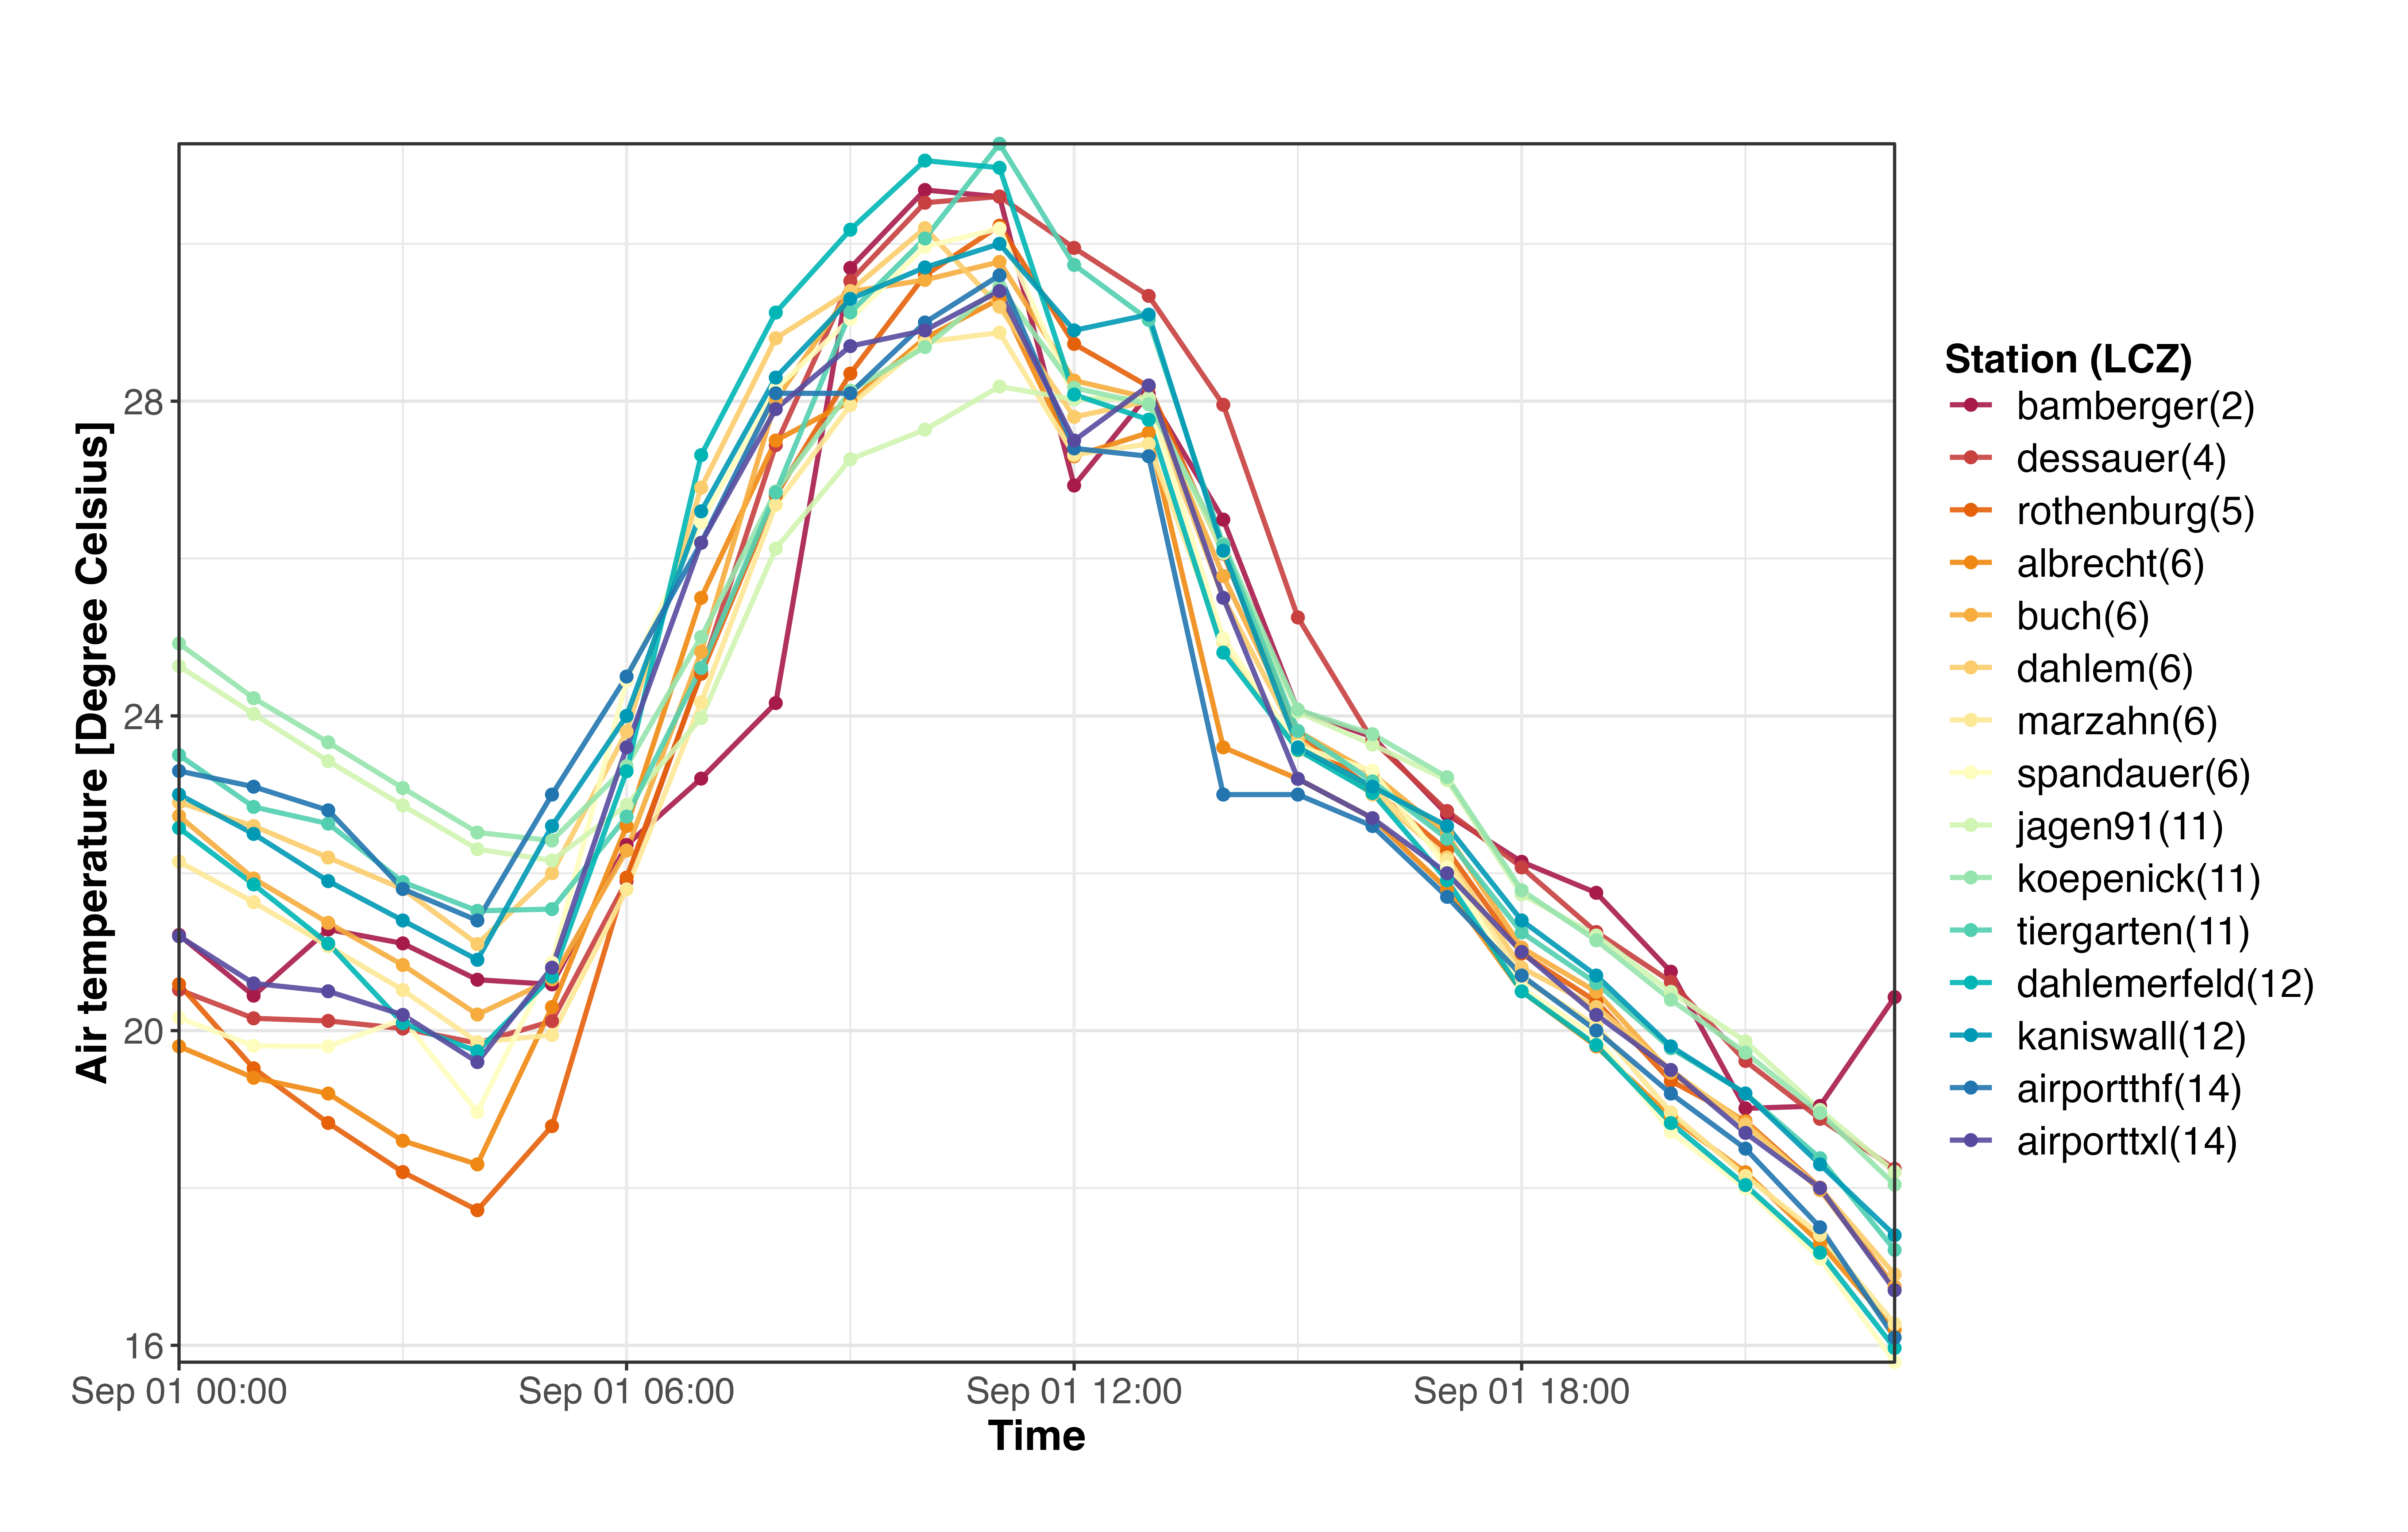 Air temperature [Degree Celsius]
28
24
20
16
Sep 01 00:00
Sep 01 06:00
Sep 01 12:00
Sep 01 18:00
Time
Station (LCZ)
bamberger(2)
dessauer(4)
rothenburg(5)
albrecht(6)
buch(6)
dahlem(6)
marzahn(6)
spandauer(6)
jagen91(11)
koepenick(11)
tiergarten(11)
dahlemerfeld(12)
kaniswall(12)
airportthf(14)
airporttxl(14)